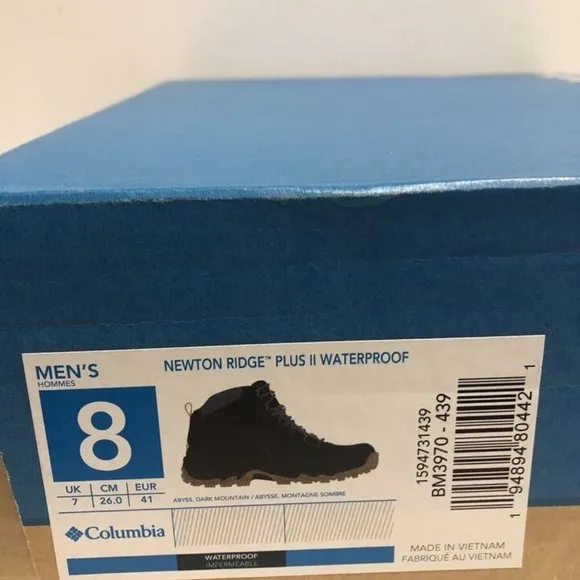 MEN'S
HOMMES
NEWTON RIDGE™ PLUS II WATERPROOF
8
UK CM EUR
7 26.0 41
ABYSS, DARK MOUNTAIN / ABYSSE, MONTAGNE SOMBRE
Columbia
WATERPROOF
IMPERMÉABLE
1594731439
BM3970 - 439
1 94894 80442 1
MADE IN VIETNAM
FABRIQUÉ AU VIETNAM